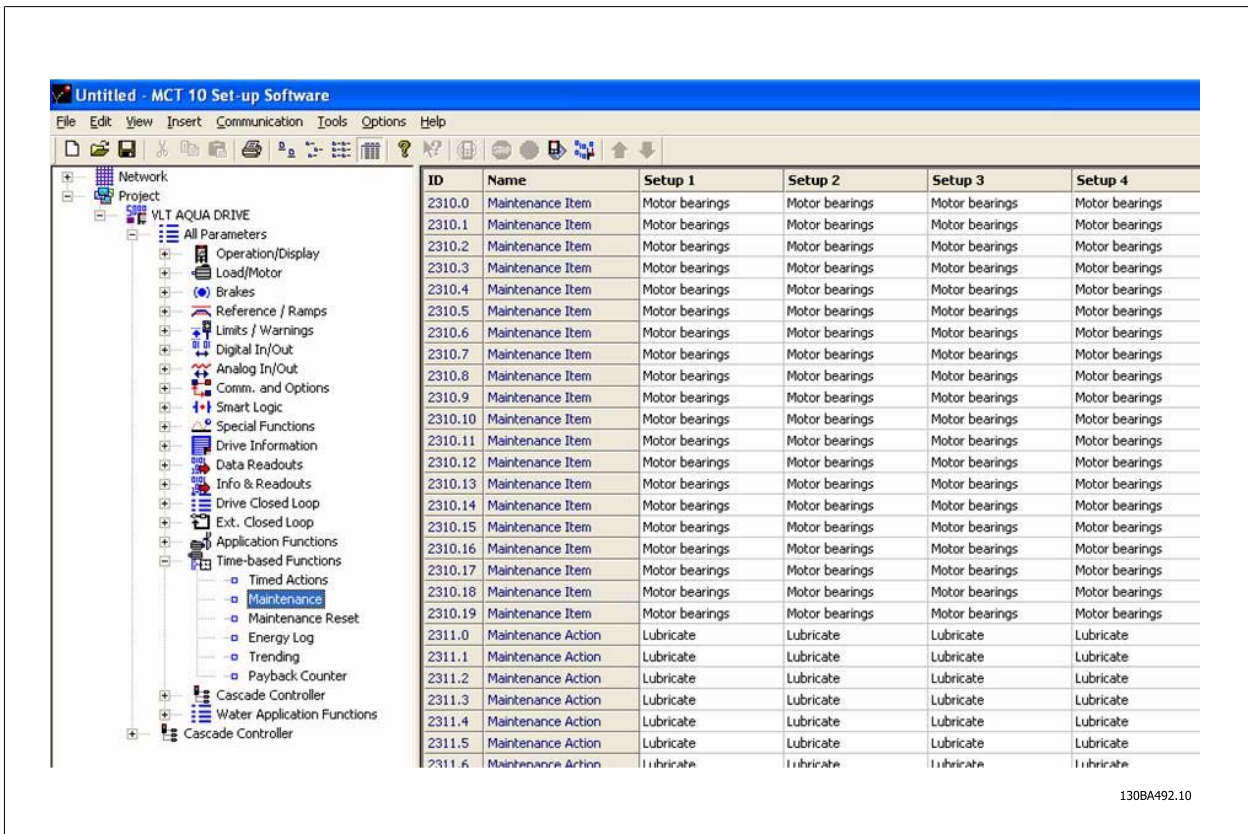 Untitled - MCT 10 Set-up Software
File Edit View Insert Communication Tools Options Help
Network
Project
VLT AQUA DRIVE
All Parameters
Operation/Display
Load/Motor
Brakes
Reference / Ramps
Limits / Warnings
Digital In/Out
Analog In/Out
Comm. and Options
Smart Logic
Special Functions
Drive Information
Data Readouts
Info & Readouts
Drive Closed Loop
Ext. Closed Loop
Application Functions
Time-based Functions
Timed Actions
Maintenance
Maintenance Reset
Energy Log
Trending
Payback Counter
Cascade Controller
Water Application Functions
Cascade Controller
ID Name Setup 1 Setup 2 Setup 3 Setup 4
2310.0 Maintenance Item Motor bearings Motor bearings Motor bearings Motor bearings
2310.1 Maintenance Item Motor bearings Motor bearings Motor bearings Motor bearings
2310.2 Maintenance Item Motor bearings Motor bearings Motor bearings Motor bearings
2310.3 Maintenance Item Motor bearings Motor bearings Motor bearings Motor bearings
2310.4 Maintenance Item Motor bearings Motor bearings Motor bearings Motor bearings
2310.5 Maintenance Item Motor bearings Motor bearings Motor bearings Motor bearings
2310.6 Maintenance Item Motor bearings Motor bearings Motor bearings Motor bearings
2310.7 Maintenance Item Motor bearings Motor bearings Motor bearings Motor bearings
2310.8 Maintenance Item Motor bearings Motor bearings Motor bearings Motor bearings
2310.9 Maintenance Item Motor bearings Motor bearings Motor bearings Motor bearings
2310.10 Maintenance Item Motor bearings Motor bearings Motor bearings Motor bearings
2310.11 Maintenance Item Motor bearings Motor bearings Motor bearings Motor bearings
2310.12 Maintenance Item Motor bearings Motor bearings Motor bearings Motor bearings
2310.13 Maintenance Item Motor bearings Motor bearings Motor bearings Motor bearings
2310.14 Maintenance Item Motor bearings Motor bearings Motor bearings Motor bearings
2310.15 Maintenance Item Motor bearings Motor bearings Motor bearings Motor bearings
2310.16 Maintenance Item Motor bearings Motor bearings Motor bearings Motor bearings
2310.17 Maintenance Item Motor bearings Motor bearings Motor bearings Motor bearings
2310.18 Maintenance Item Motor bearings Motor bearings Motor bearings Motor bearings
2310.19 Maintenance Item Motor bearings Motor bearings Motor bearings Motor bearings
2311.0 Maintenance Action Lubricate Lubricate Lubricate Lubricate
2311.1 Maintenance Action Lubricate Lubricate Lubricate Lubricate
2311.2 Maintenance Action Lubricate Lubricate Lubricate Lubricate
2311.3 Maintenance Action Lubricate Lubricate Lubricate Lubricate
2311.4 Maintenance Action Lubricate Lubricate Lubricate Lubricate
2311.5 Maintenance Action Lubricate Lubricate Lubricate Lubricate
2311.6 Maintenance Action Lubricate Lubricate Lubricate Lubricate
130BA492.10